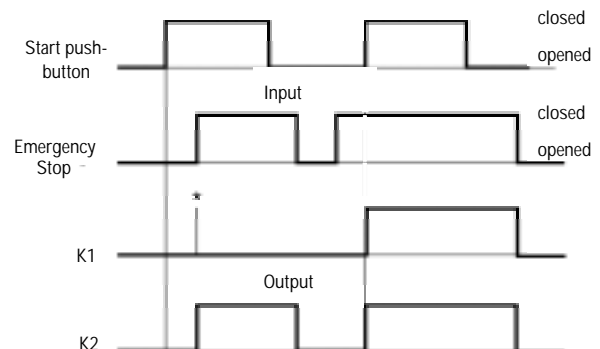 closed
Start push-
button
opened
Input
closed
Emergency
Stop
opened
*
K1
Output
K2